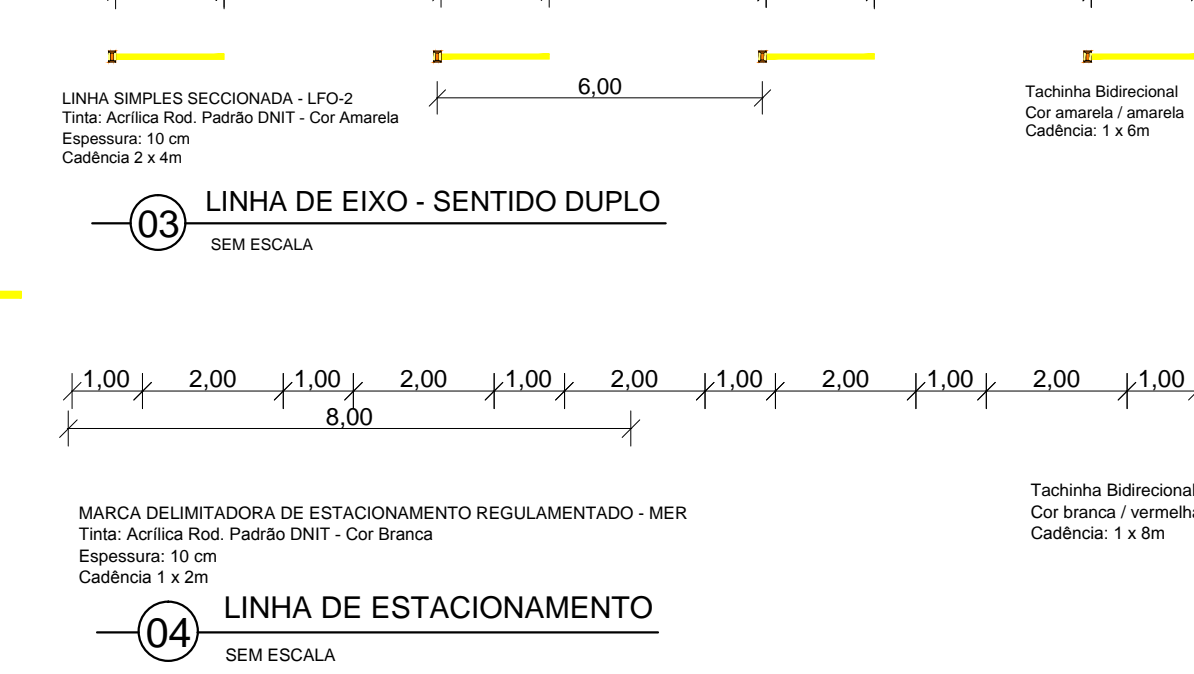 6,00
LINHA SIMPLES SECCIONADA - LFO-2
Tinta: Acrílica Rod. Padrão DNIT - Cor Amarela
Espessura: 10 cm
Cadência 2 x 4m
Tachinha Bidirecional
Cor amarela / amarela
Cadência: 1 x 6m
03
LINHA DE EIXO - SENTIDO DUPLO
SEM ESCALA
1,00 2,00 1,00 2,00 1,00 2,00 1,00 2,00 1,00 2,00 1,00
8,00
MARCA DELIMITADORA DE ESTACIONAMENTO REGULAMENTADO - MER
Tinta: Acrílica Rod. Padrão DNIT - Cor Branca
Espessura: 10 cm
Cadência 1 x 2m
Tachinha Bidirecional
Cor branca / vermelha
Cadência: 1 x 8m
04
LINHA DE ESTACIONAMENTO
SEM ESCALA